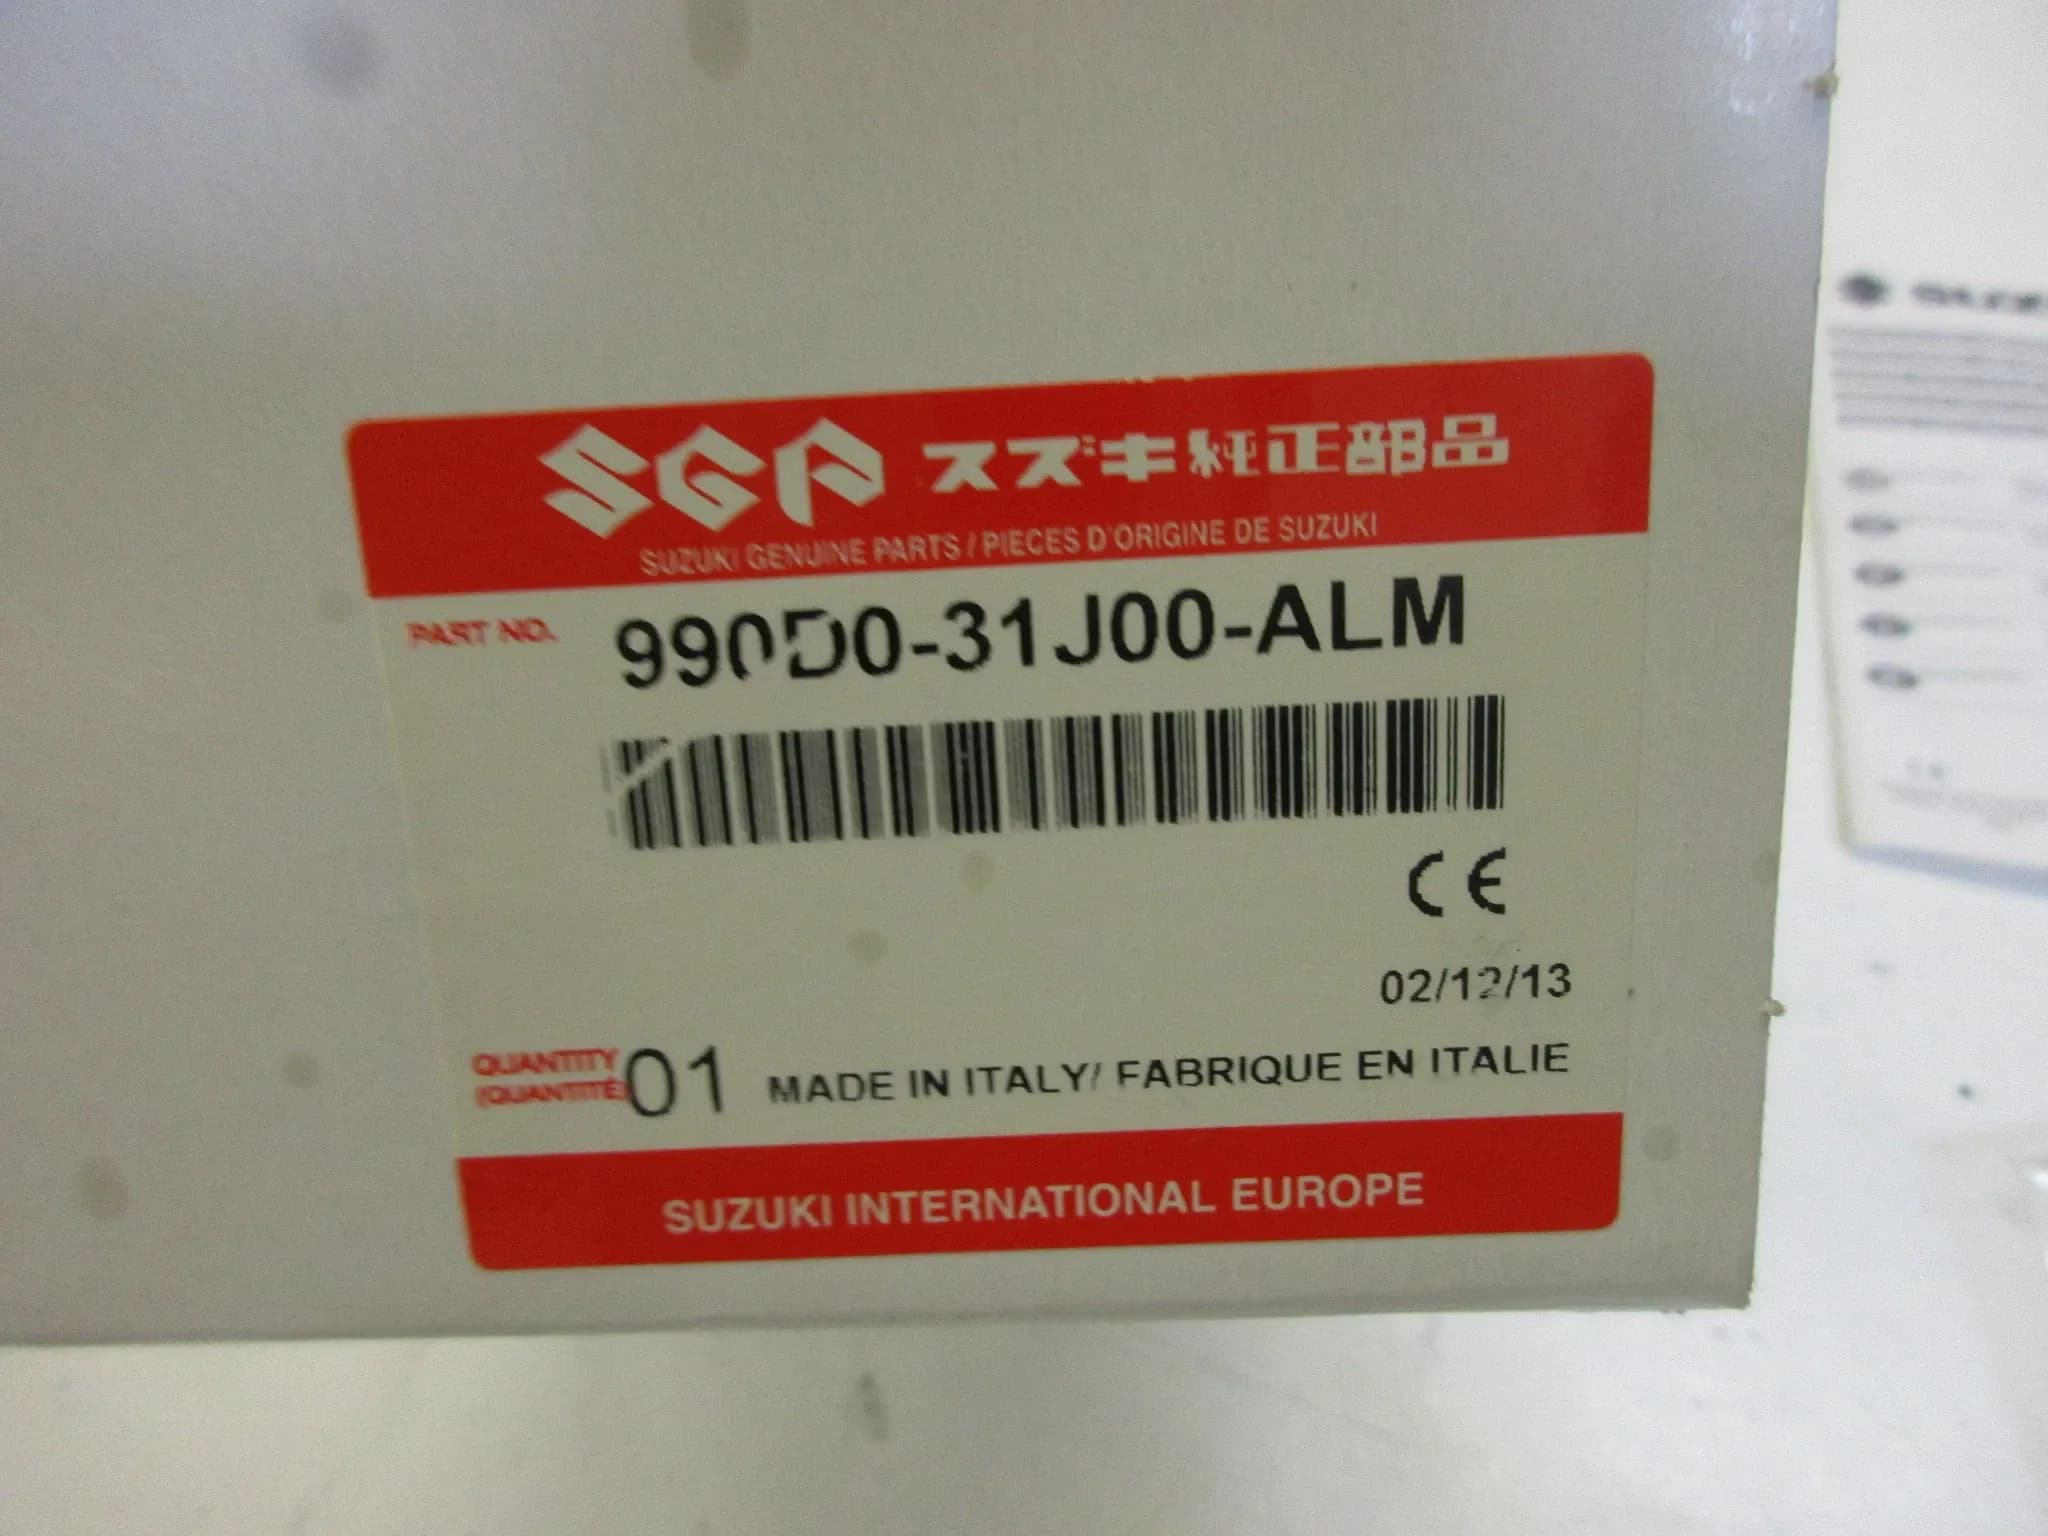 SGP スズキ純正部品
SUZUKI GENUINE PARTS / PIECES D'ORIGINE DE SUZUKI
PART NO. 990D0-31J00-ALM
CE
02/12/13
QUANTITY
(QUANTITÉ) 01 MADE IN ITALY/ FABRIQUE EN ITALIE
SUZUKI INTERNATIONAL EUROPE